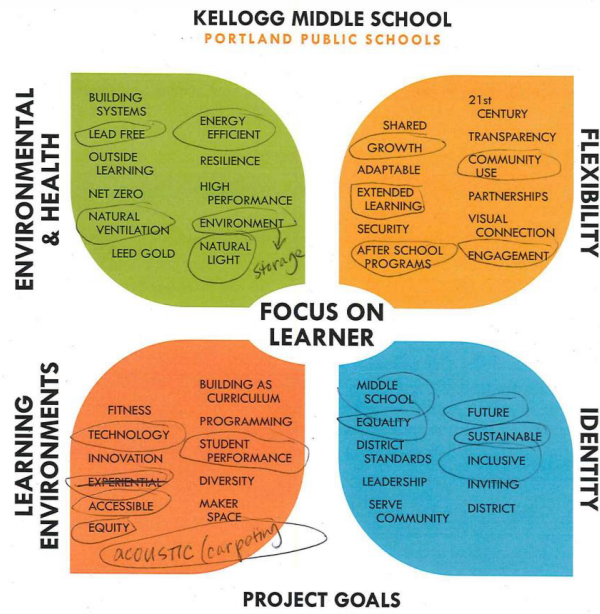 KELLOGG MIDDLE SCHOOL
PORTLAND PUBLIC SCHOOLS
ENVIRONMENTAL
& HEALTH
BUILDING
SYSTEMS
LEAD FREE
OUTSIDE
LEARNING
NET ZERO
NATURAL
VENTILATION
LEED GOLD
ENERGY
EFFICIENT
RESILIENCE
HIGH
PERFORMANCE
ENVIRONMENT
NATURAL
LIGHT
storage
SHARED
GROWTH
ADAPTABLE
EXTENDED
LEARNING
SECURITY
AFTER SCHOOL
PROGRAMS
21st
CENTURY
TRANSPARENCY
COMMUNITY
USE
PARTNERSHIPS
VISUAL
CONNECTION
ENGAGEMENT
FLEXIBILITY
FOCUS ON
LEARNER
LEARNING
ENVIRONMENTS
FITNESS
TECHNOLOGY
INNOVATION
EXPERIENTIAL
ACCESSIBLE
EQUITY
BUILDING AS
CURRICULUM
PROGRAMMING
STUDENT
PERFORMANCE
DIVERSITY
MAKER
SPACE
acoustic/carpeting
MIDDLE
SCHOOL
EQUALITY
DISTRICT
STANDARDS
LEADERSHIP
SERVE
COMMUNITY
FUTURE
SUSTAINABLE
INCLUSIVE
INVITING
DISTRICT
IDENTITY
PROJECT GOALS